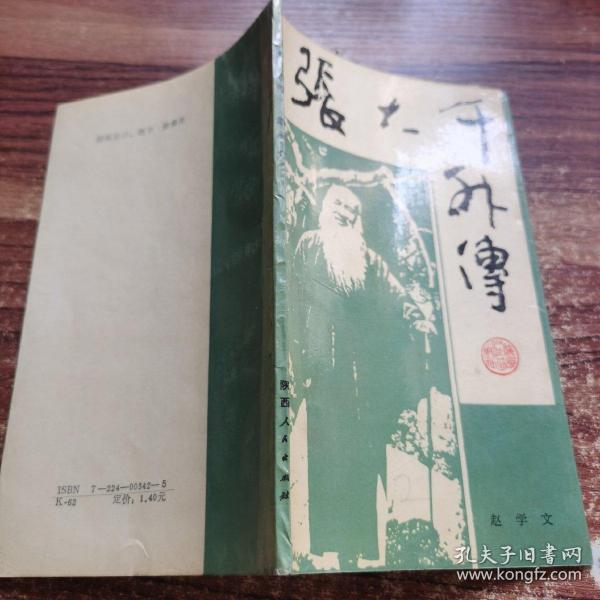 張大
千外傳
赵学文
陕西人民出版社
ISBN 7—224—00342—5
K·62 定价：1.40元
孔夫子旧书网
www.kongfz.com